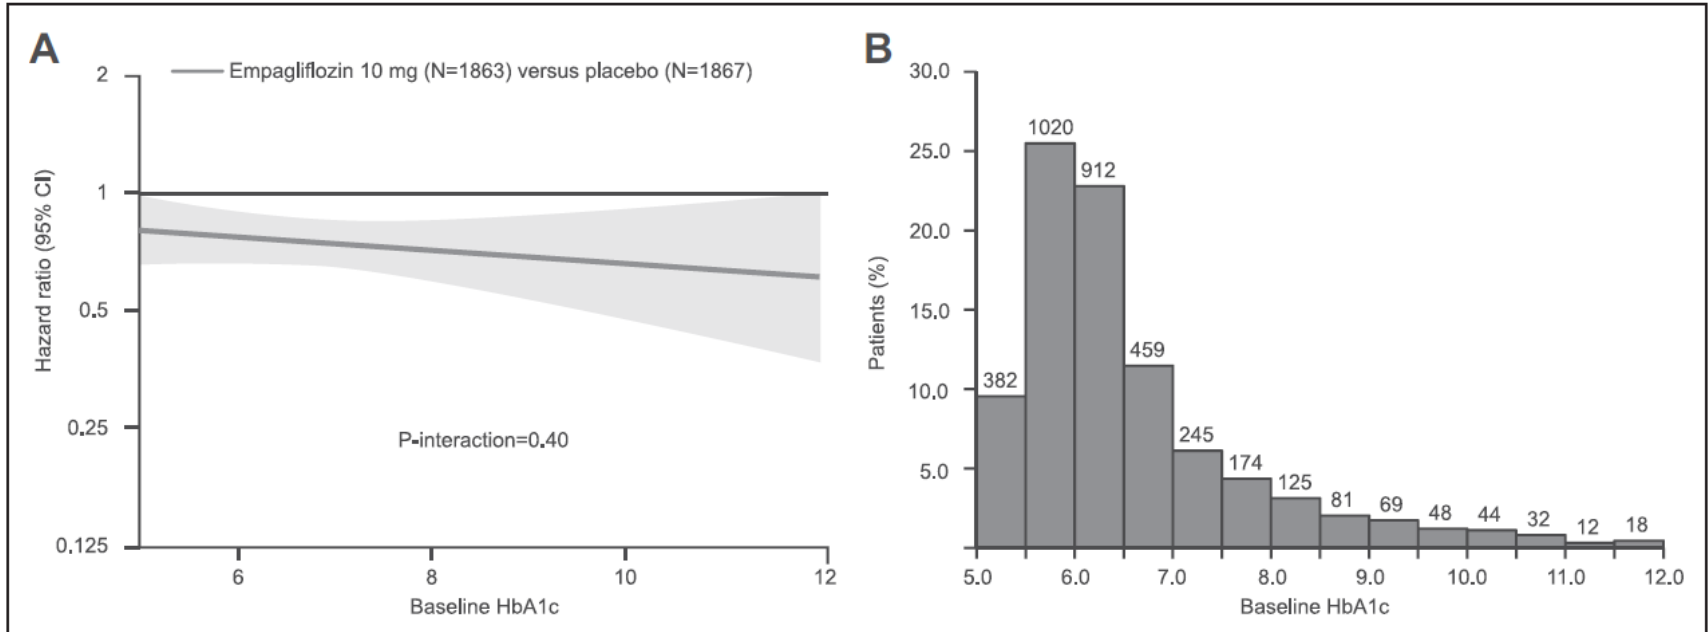 A
Empagliflozin 10 mg (N=1863) versus placebo (N=1867)
Hazard ratio (95% CI)
2
1
0.5
0.25
0.125
P-interaction=0.40
6 8 10 12
Baseline HbA1c
B
Patients (%)
30.0
25.0
20.0
15.0
10.0
5.0
1020
912
459
382
245
174
125
81
69
48
44
32
12
18
5.0 6.0 7.0 8.0 9.0 10.0 11.0 12.0
Baseline HbA1c